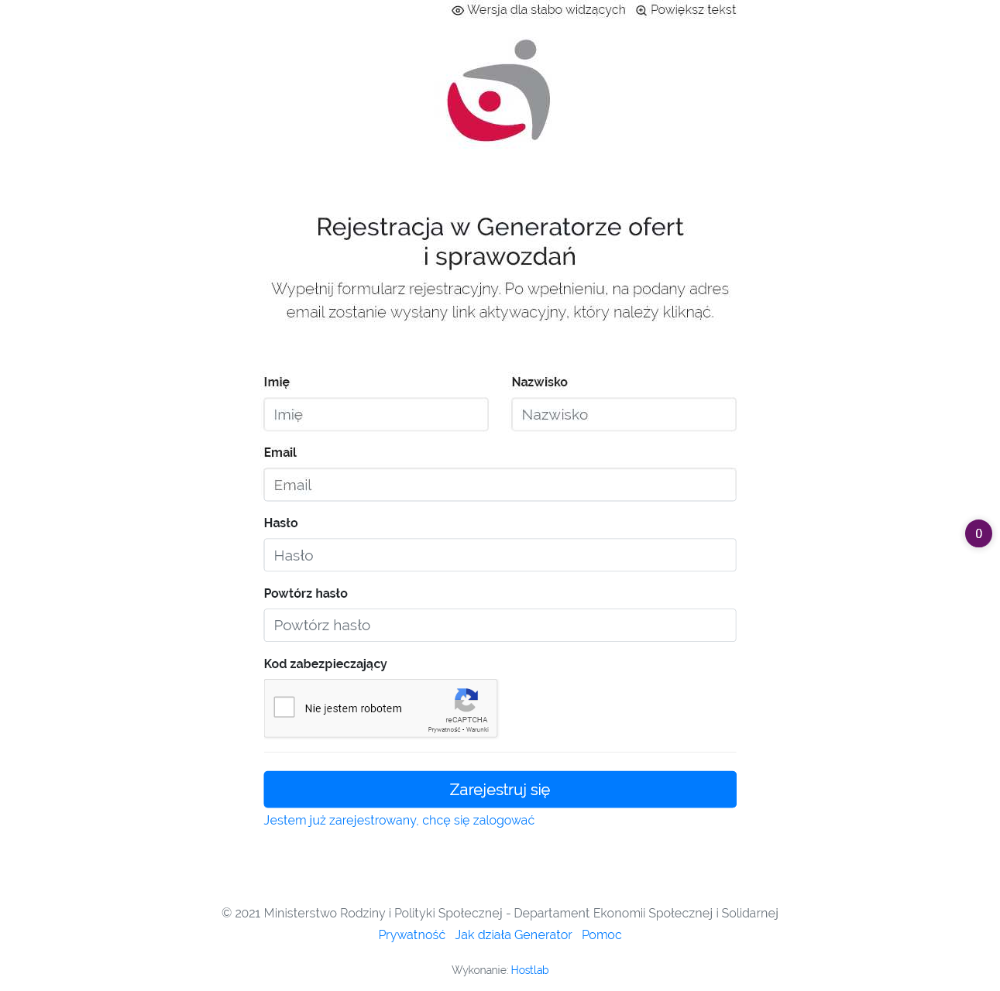 Wersja dla słabo widzących Powiększ tekst
Rejestracja w Generatorze ofert
i sprawozdań
Wypełnij formularz rejestracyjny. Po wpełnieniu, na podany adres
email zostanie wysłany link aktywacyjny, który należy kliknąć.
Imię Nazwisko
Imię Nazwisko
Email
Email
Hasło
Hasło
0
Powtórz hasło
Powtórz hasło
Kod zabezpieczający
Nie jestem robotem
reCAPTCHA
Prywatność - Warunki
Zarejestruj się
Jestem już zarejestrowany, chcę się zalogować
© 2021 Ministerstwo Rodziny i Polityki Społecznej - Departament Ekonomii Społecznej i Solidarnej
Prywatność Jak działa Generator Pomoc
Wykonanie: Hostlab